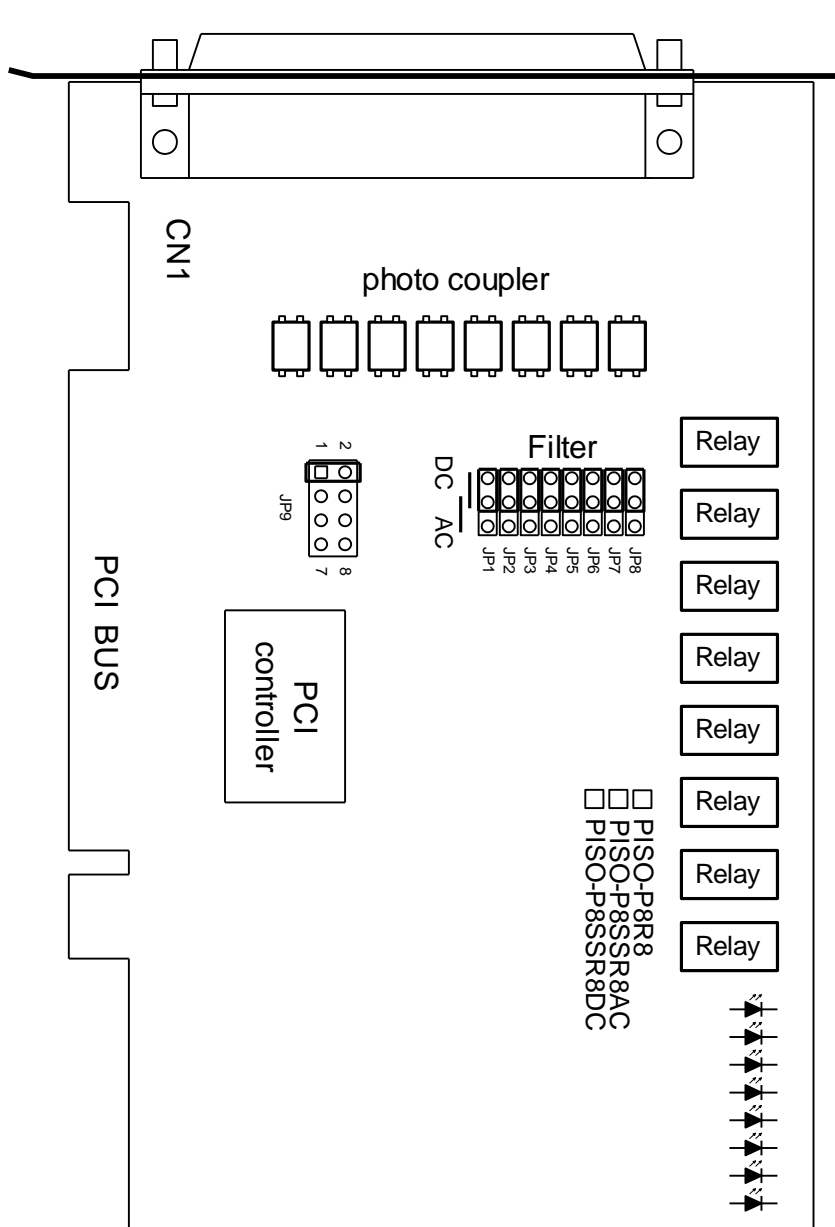 CN1
photo coupler
1 2
JP9
7 8
Filter
DC
AC
JP1 JP2 JP3 JP4 JP5 JP6 JP7 JP8
Relay
Relay
Relay
Relay
Relay
Relay
Relay
Relay
PCI BUS
PCI
controller
PISO-P8R8
PISO-P8SSR8AC
PISO-P8SSR8DC